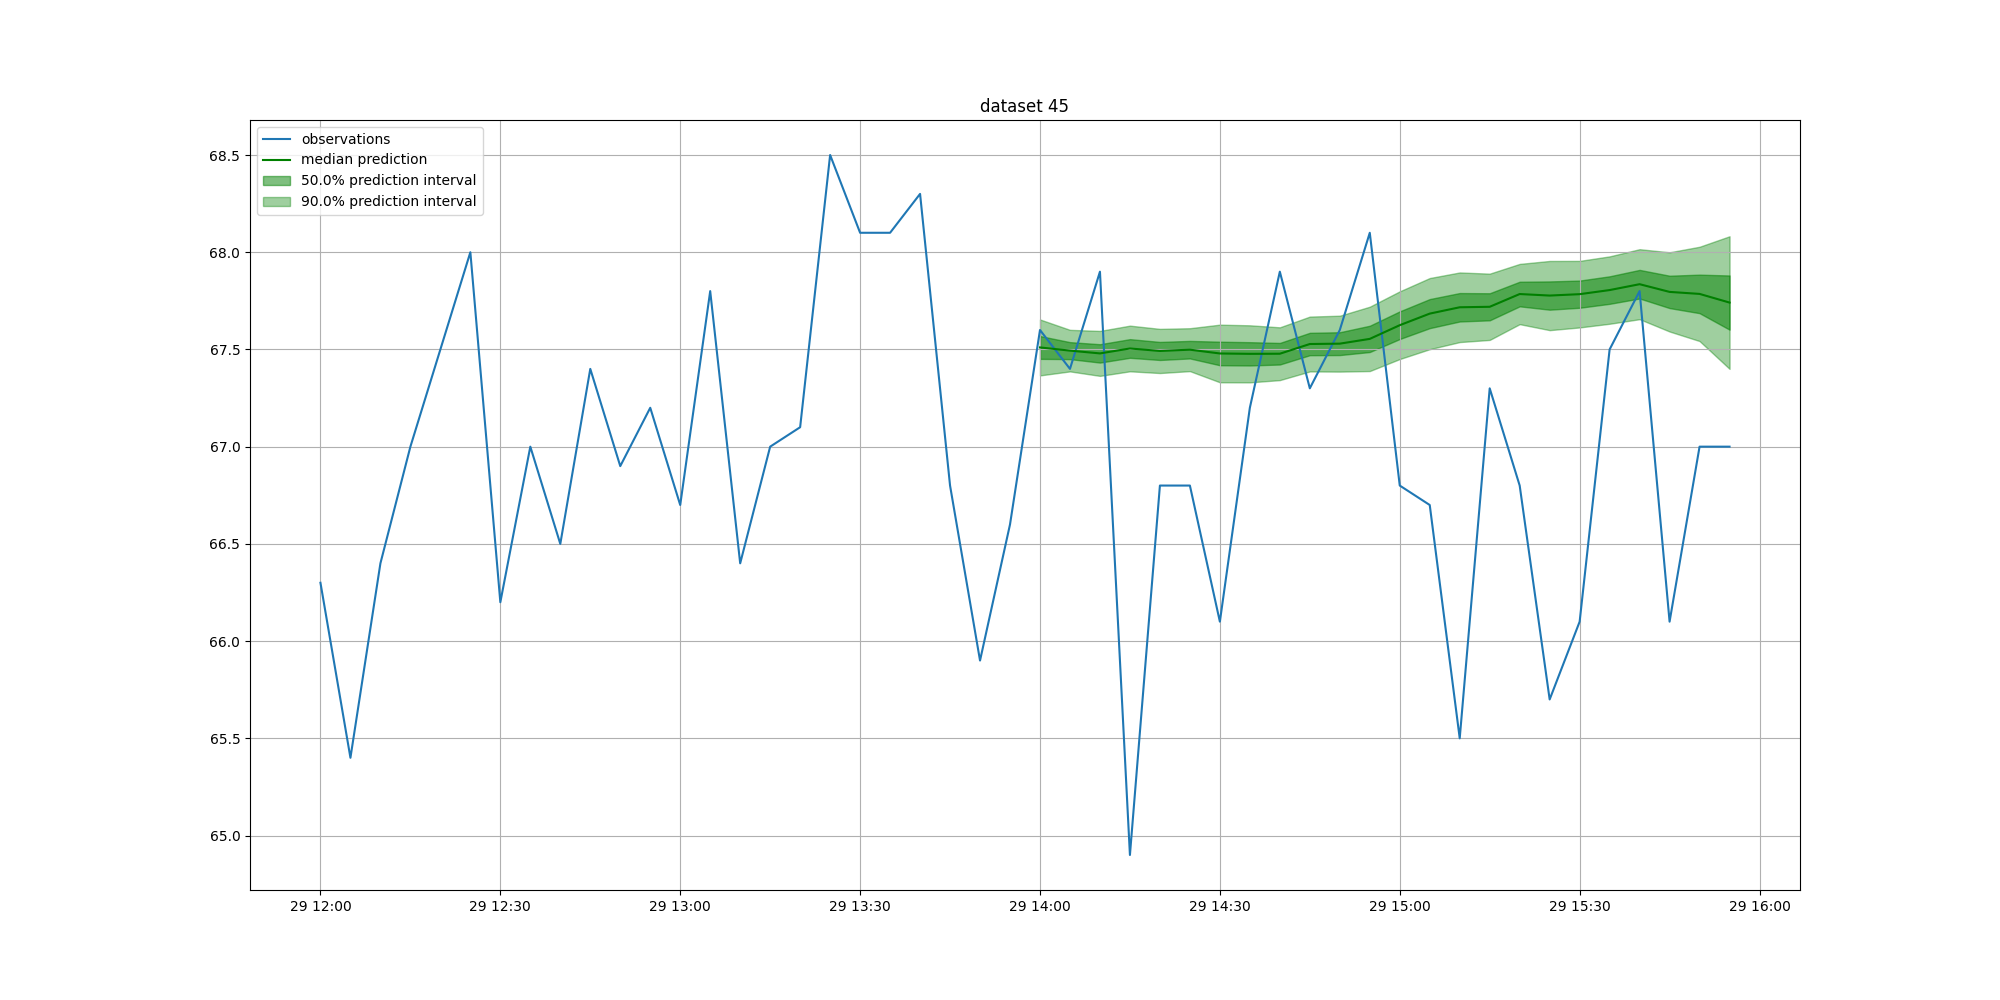 dataset 45
observations
median prediction
50.0% prediction interval
90.0% prediction interval
68.5
68.0
67.5
67.0
66.5
66.0
65.5
65.0
29 12:00 29 12:30 29 13:00 29 13:30 29 14:00 29 14:30 29 15:00 29 15:30 29 16:00